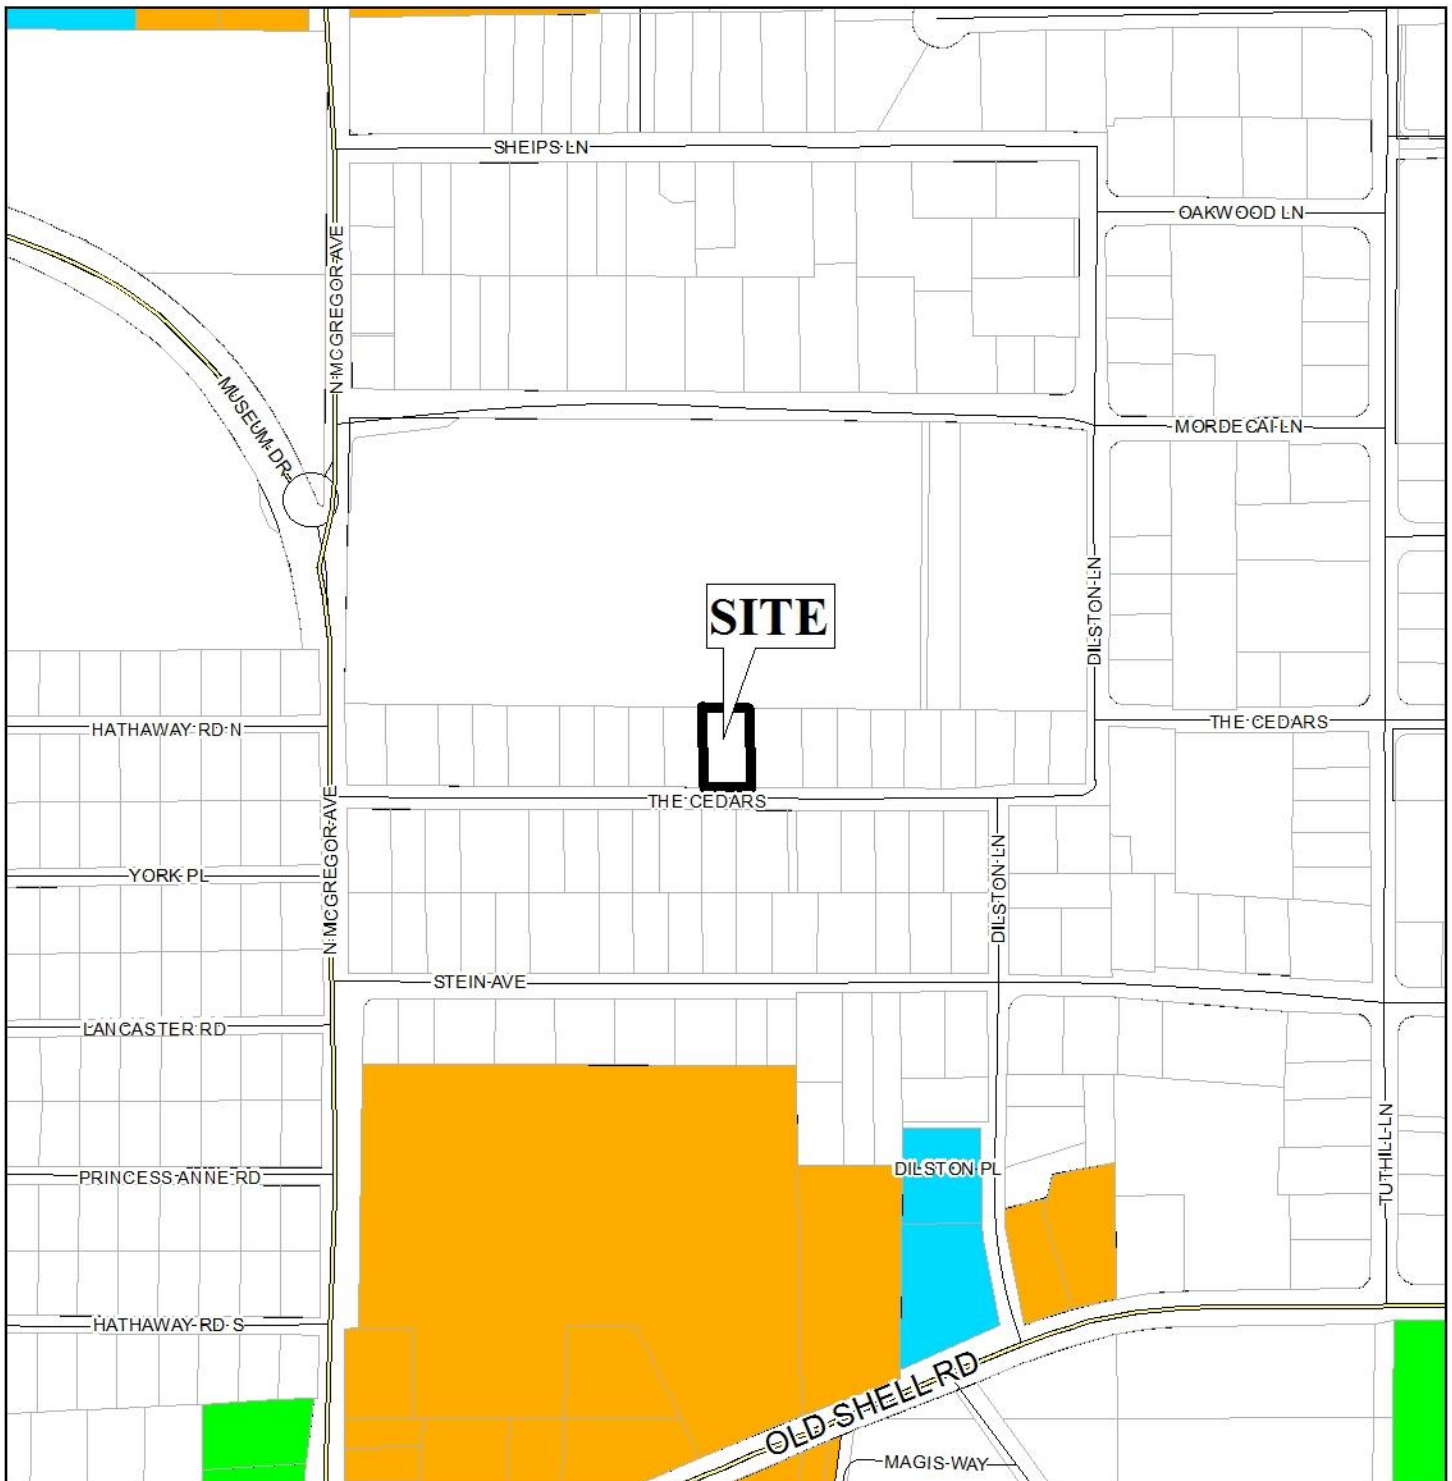 SHEIPS LN
OAKWOOD LN
N MCGREGOR AVE
MUSEUM DR
MORDECAI LN
SITE
DILSTON LN
HATHAWAY RD N
THE CEDARS
THE CEDARS
N MCGREGOR AVE
YORK PL
DILSTON LN
STEIN AVE
LANCASTER RD
TUTHILL LN
DILSTON PL
PRINCESS ANNE RD
HATHAWAY RD S
OLD SHELL RD
MAGIS WAY